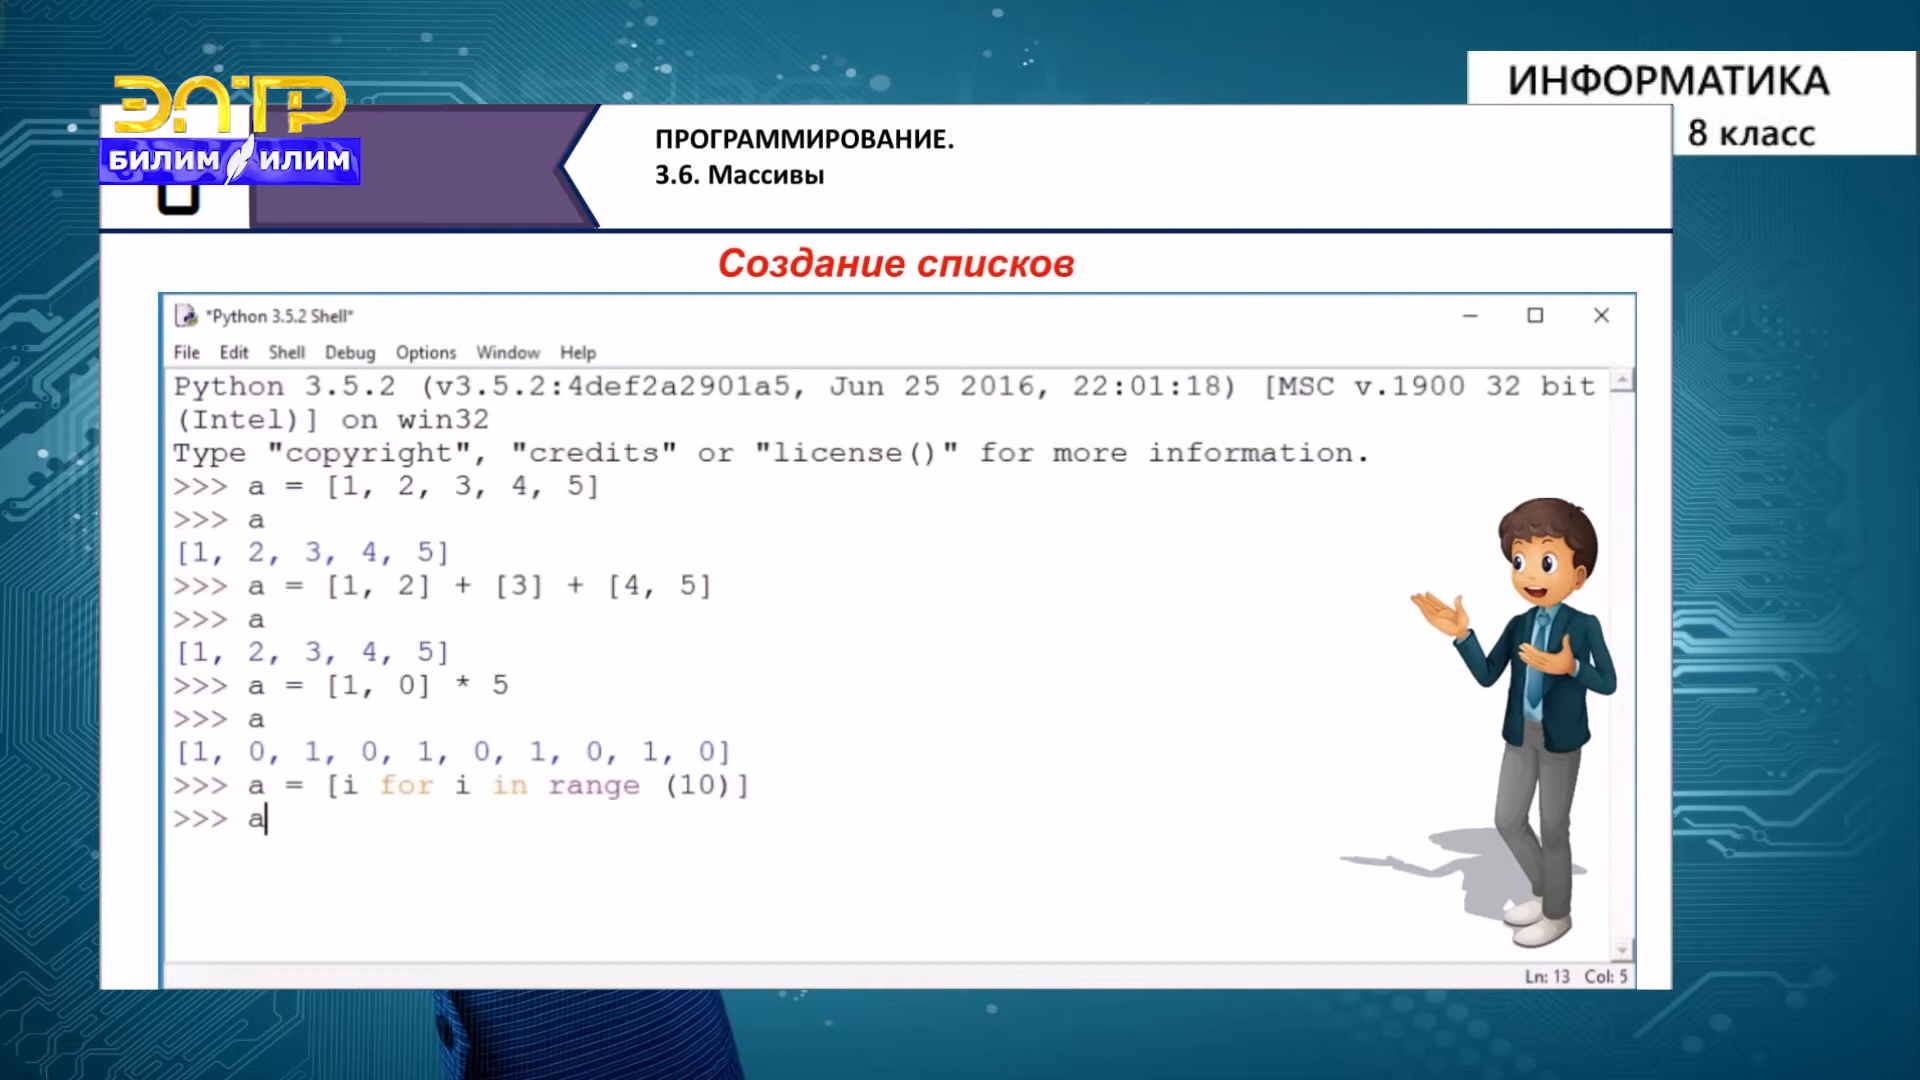 ЭЛТР
БИЛИМ ИЛИМ
ИНФОРМАТИКА
8 класс
ПРОГРАММИРОВАНИЕ.
3.6. Массивы
Создание списков
*Python 3.5.2 Shell*
File Edit Shell Debug Options Window Help
Python 3.5.2 (v3.5.2:4def2a2901a5, Jun 25 2016, 22:01:18) [MSC v.1900 32 bit
(Intel)] on win32
Type "copyright", "credits" or "license()" for more information.
>>> a = [1, 2, 3, 4, 5]
>>> a
[1, 2, 3, 4, 5]
>>> a = [1, 2] + [3] + [4, 5]
>>> a
[1, 2, 3, 4, 5]
>>> a = [1, 0] * 5
>>> a
[1, 0, 1, 0, 1, 0, 1, 0, 1, 0]
>>> a = [i for i in range (10)]
>>> a
Ln: 13 Col: 5